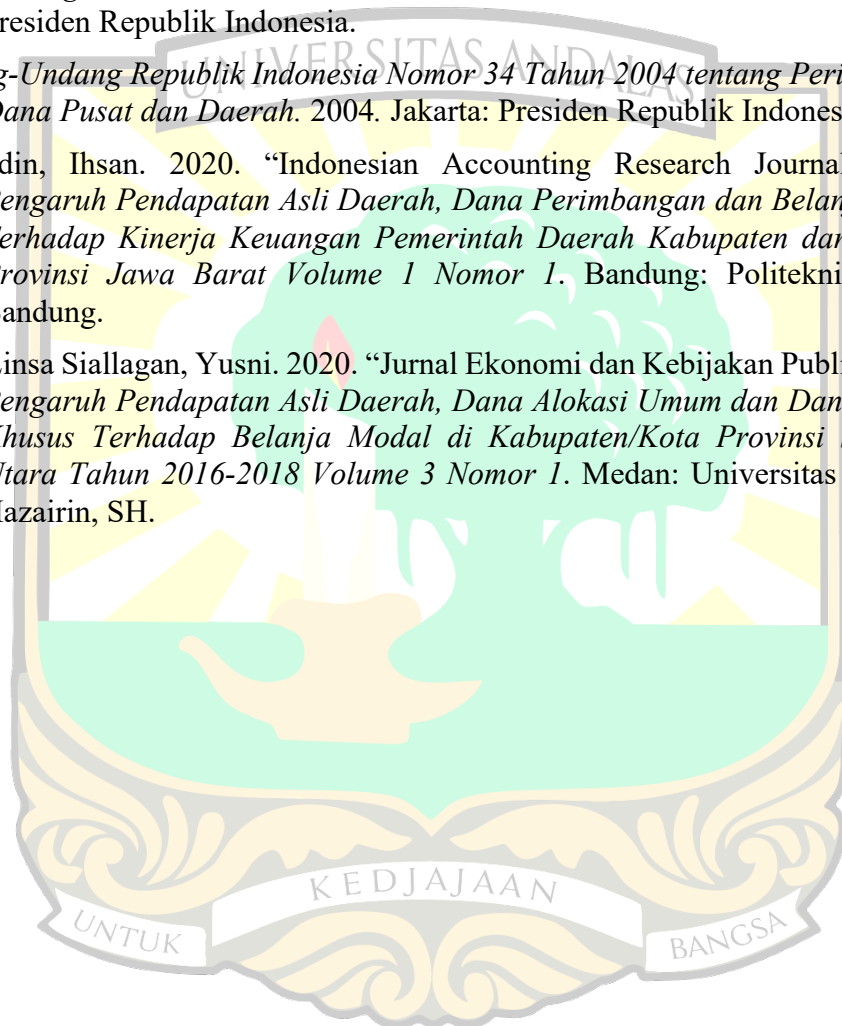 residen Republik Indonesia.
UNIVERSITAS ANDALAS
g-Undang Republik Indonesia Nomor 34 Tahun 2004 tentang Peri
Dana Pusat dan Daerah. 2004. Jakarta: Presiden Republik Indones
din, Ihsan. 2020. “Indonesian Accounting Research Journal
Pengaruh Pendapatan Asli Daerah, Dana Perimbangan dan Belan
Terhadap Kinerja Keuangan Pemerintah Daerah Kabupaten dan
Provinsi Jawa Barat Volume 1 Nomor 1. Bandung: Politekni
Bandung.
Linsa Siallagan, Yusni. 2020. “Jurnal Ekonomi dan Kebijakan Publi
Pengaruh Pendapatan Asli Daerah, Dana Alokasi Umum dan Dan
Khusus Terhadap Belanja Modal di Kabupaten/Kota Provinsi
Utara Tahun 2016-2018 Volume 3 Nomor 1. Medan: Universitas
Hazairin, SH.
UNTUK KEDJAJAAN BANGSA